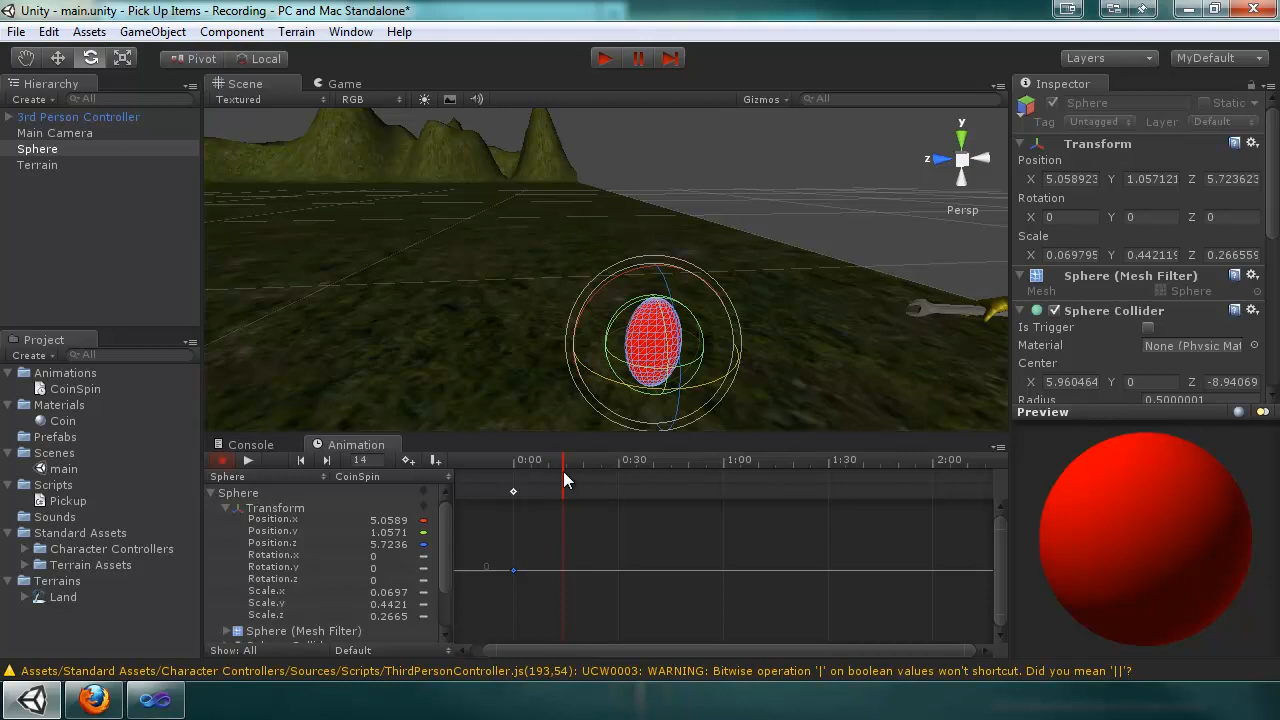 Unity - main.unity - Pick Up Items - Recording - PC and Mac Standalone*
File Edit Assets GameObject Component Terrain Window Help
Pivot Local Layers MyDefault
Hierarchy
Create All
3rd Person Controller
Main Camera
Sphere
Terrain
Scene Game
Textured RGB Gizmos All
y
z
Persp
Inspector
Sphere Static
Tag Untagged Layer Default
Transform
Position
X 5.058923 Y 1.057121 Z 5.723623
Rotation
X 0 Y 0 Z 0
Scale
X 0.069795 Y 0.442119 Z 0.266559
Sphere (Mesh Filter)
Mesh Sphere
Sphere Collider
Is Trigger
Material None (Physic Mat
Center
X 5.960464 Y 0 Z -8.94069
Radius 0.5000001
Preview
Project
Create All
Animations
CoinSpin
Materials
Coin
Prefabs
Scenes
main
Scripts
Pickup
Sounds
Standard Assets
Character Controllers
Terrain Assets
Terrains
Land
Console Animation
14 0:00 0:30 1:00 1:30 2:00
Sphere CoinSpin
Sphere
Transform
Position.x 5.0589
Position.y 1.0571
Position.z 5.7236
Rotation.x 0
Rotation.y 0
Rotation.z 0
Scale.x 0.0697
Scale.y 0.4421
Scale.z 0.2665
Sphere (Mesh Filter)
0
Show: All Default
Assets/Standard Assets/Character Controllers/Sources/Scripts/ThirdPersonController.js(193,54): UCW0003: WARNING: Bitwise operation '|' on boolean values won't shortcut. Did you mean '||'?